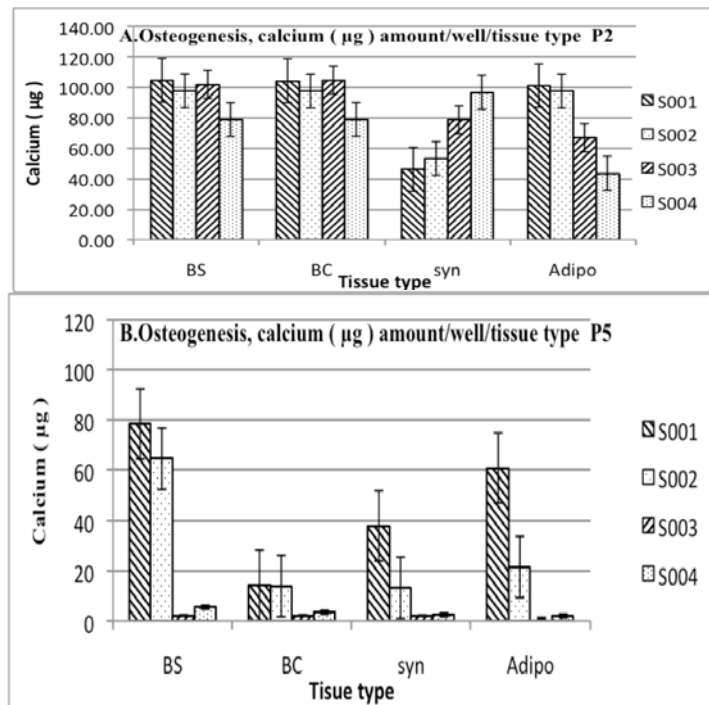 A.Osteogenesis, calcium ( µg ) amount/well/tissue type P2
140.00
120.00
100.00
80.00
60.00
40.00
20.00
0.00
Calcium ( µg )
BS BC syn Adipo
Tissue type
S001
S002
S003
S004
B.Osteogenesis, calcium ( µg ) amount/well/tissue type P5
120
100
80
60
40
20
0
Calcium ( µg )
BS BC syn Adipo
Tisue type
S001
S002
S003
S004